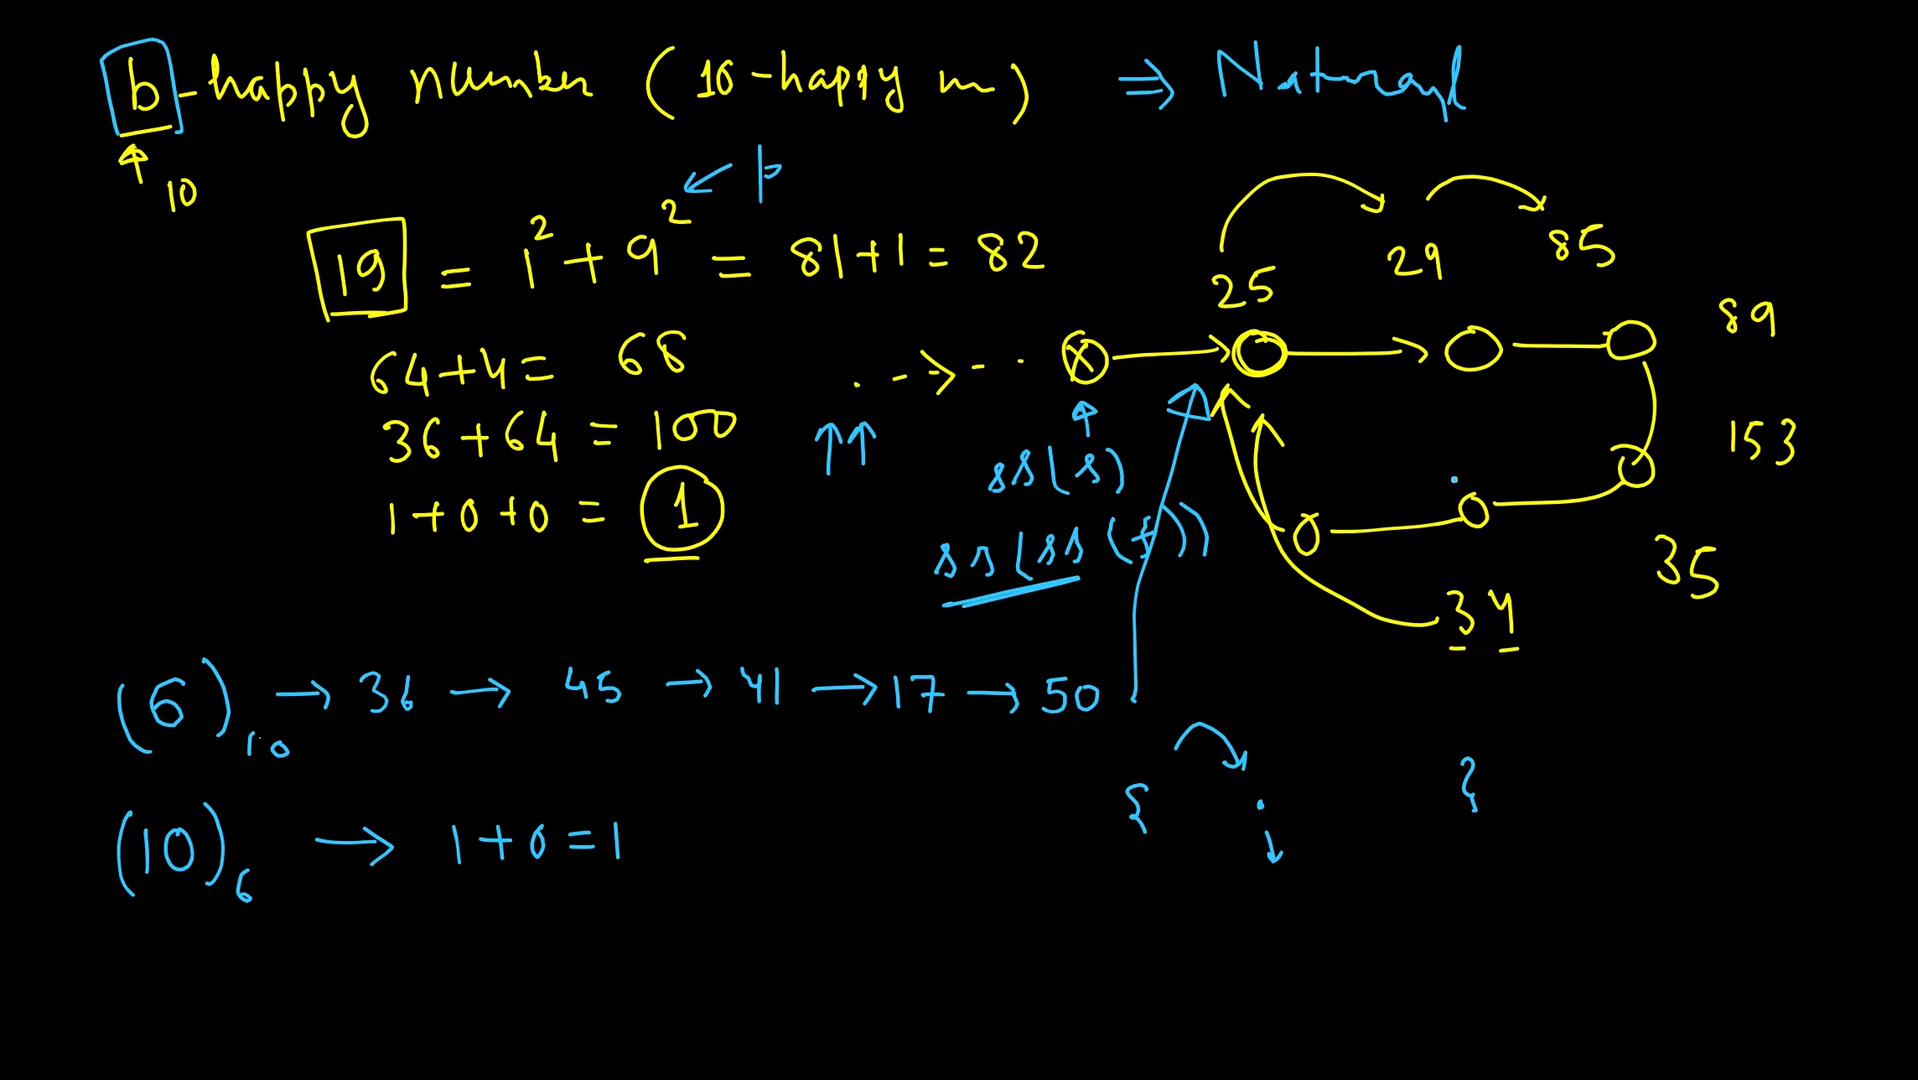 b-happy number (10-happy n) ⇒ Natural
10
p
19 = 1² + 9² = 81+1 = 82
64+4 = 68
36+64 = 100
1+0+0 = 1
25
29
85
89
153
35
34
x
ss(s)
ss(ss(f))
(6)₁₀ → 36 → 45 → 41 → 17 → 50
{ }
(10)₆ → 1+0=1